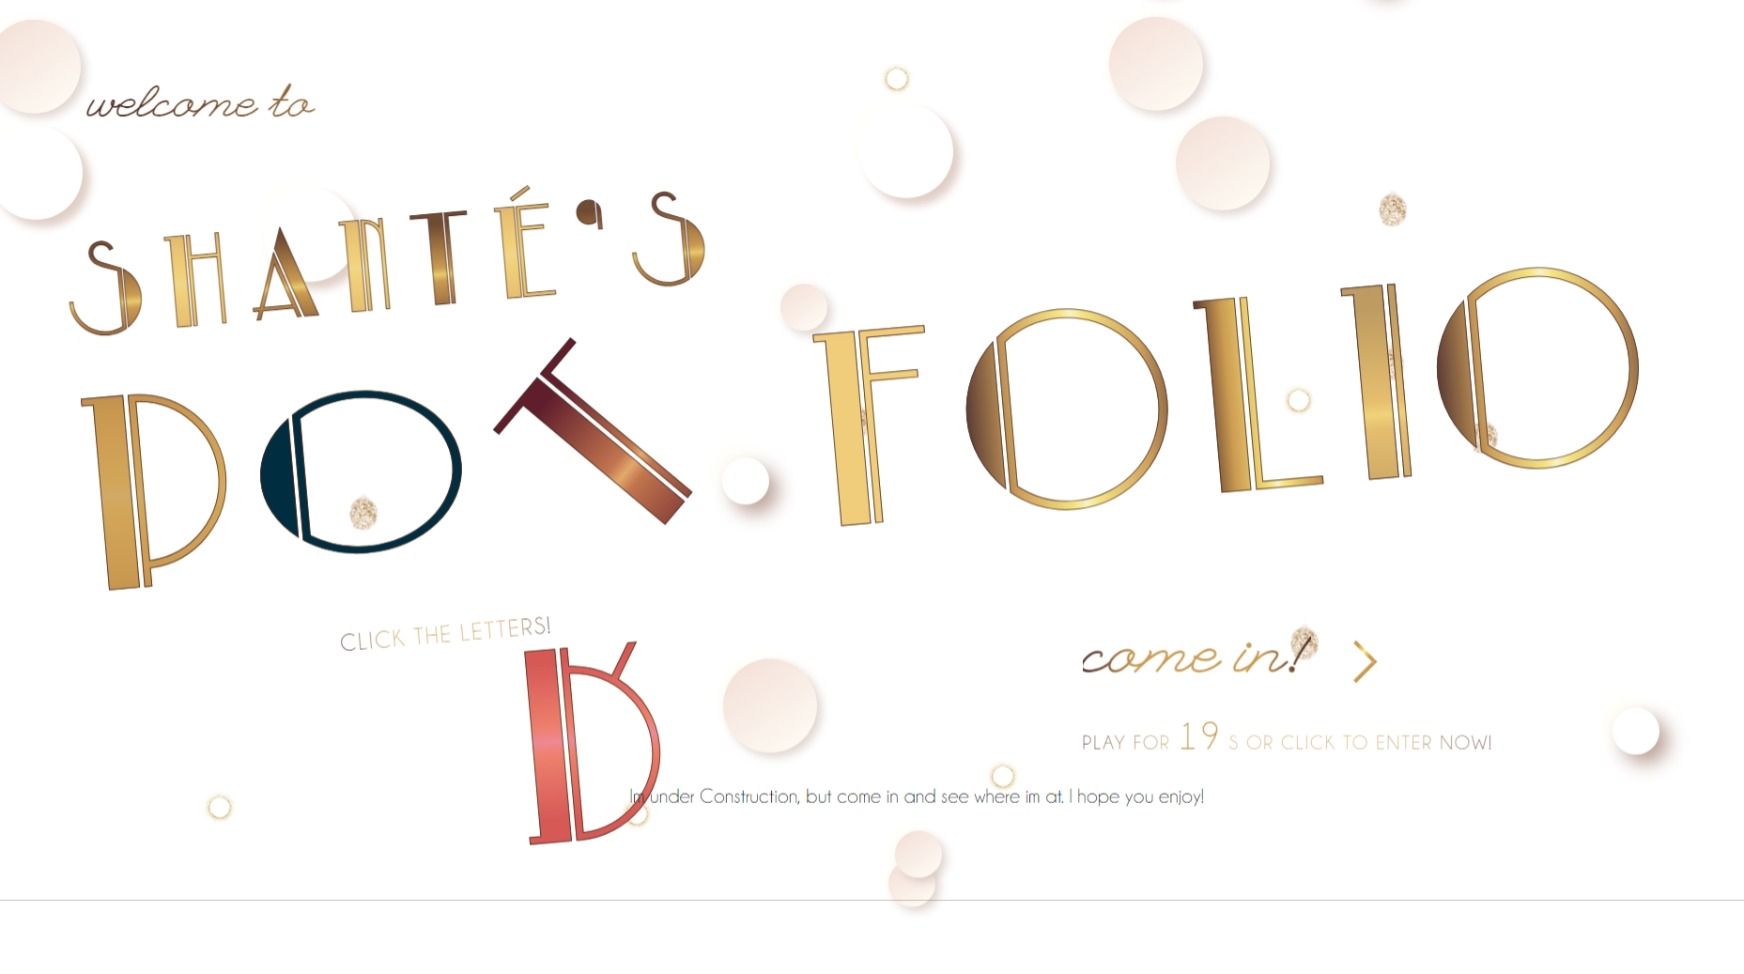 welcome to
SHANTÉ'S
POT FOLIO
CLICK THE LETTERS!
R
come in!
PLAY FOR 19 S OR CLICK TO ENTER NOW!
Im under Construction, but come in and see where im at. I hope you enjoy!